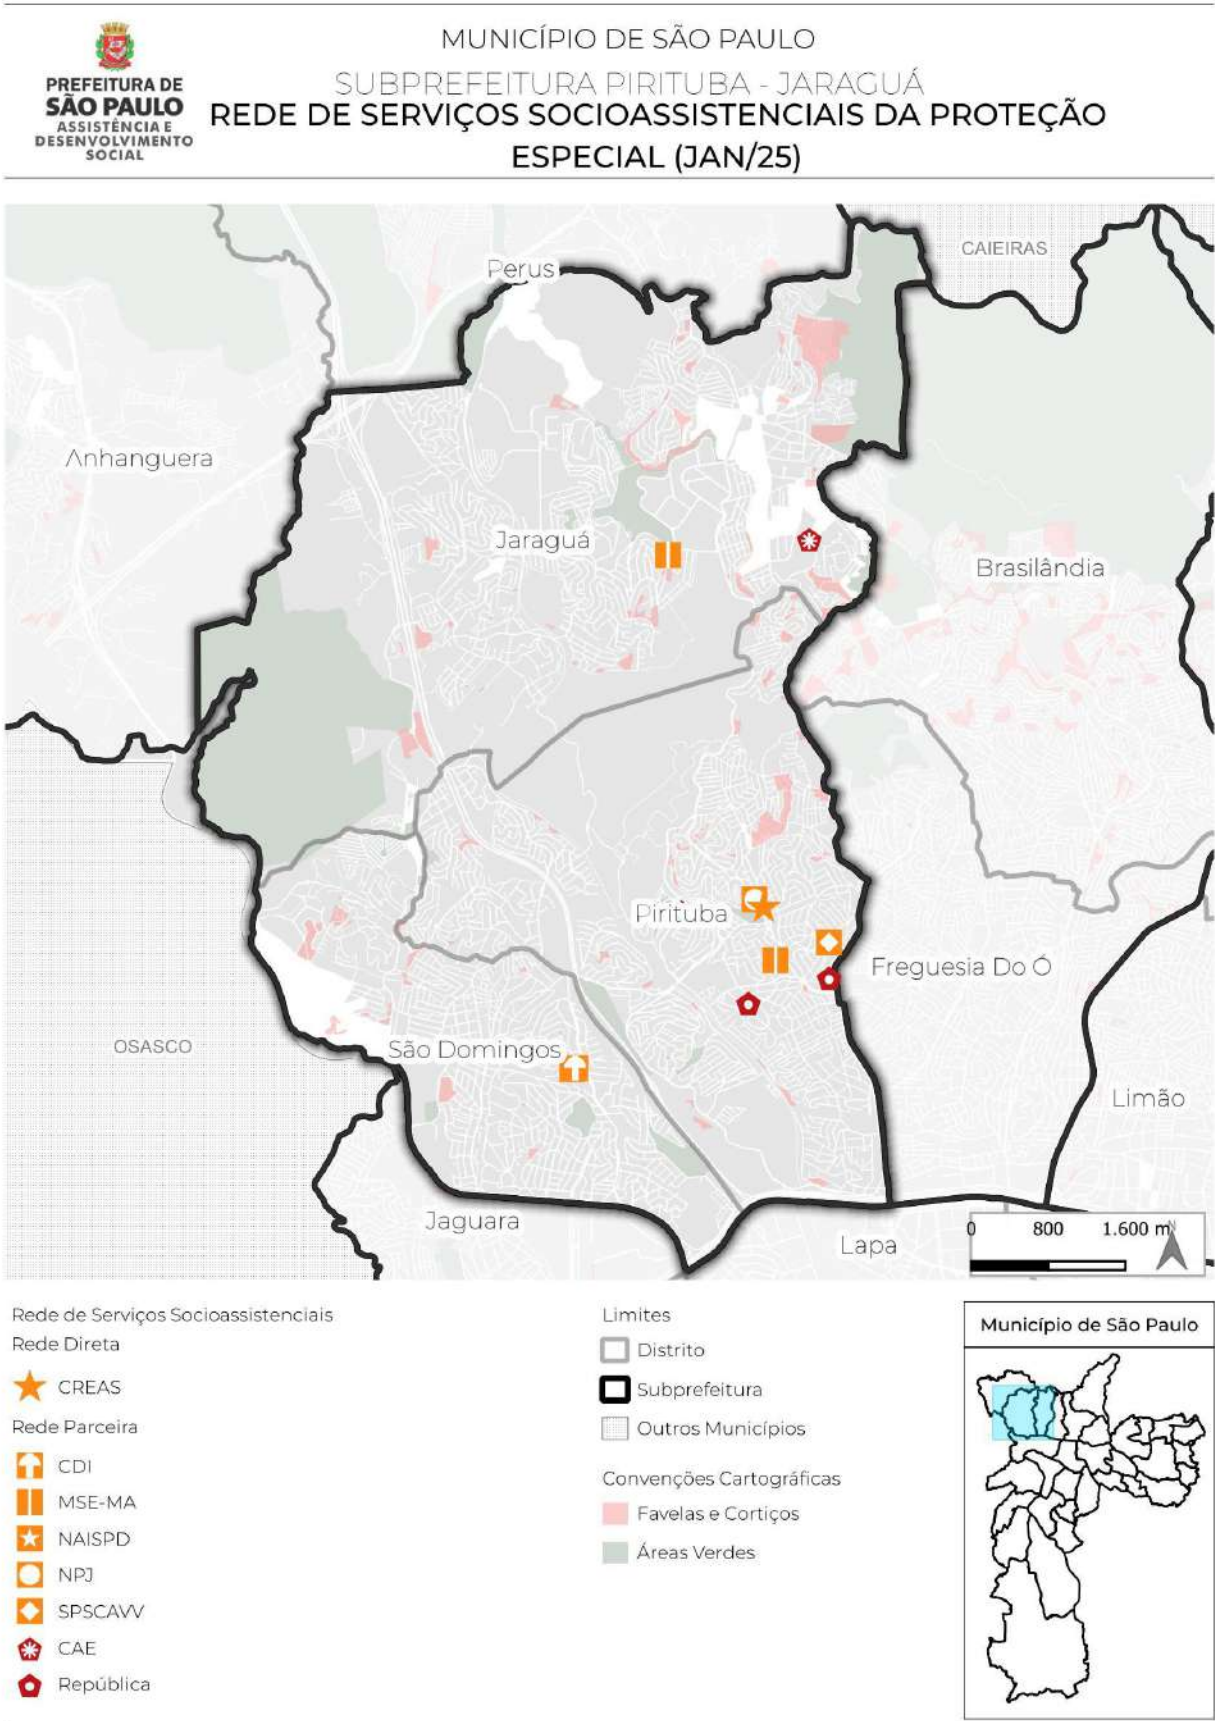 PREFEITURA DE
SÃO PAULO
ASSISTÊNCIA E
DESENVOLVIMENTO
SOCIAL
MUNICÍPIO DE SÃO PAULO
SUBPREFEITURA PIRITUBA - JARAGUÁ
REDE DE SERVIÇOS SOCIOASSISTENCIAIS DA PROTEÇÃO
ESPECIAL (JAN/25)
CAIEIRAS
Perus
Anhanguera
Jaraguá
Brasilândia
Pirituba
Freguesia Do Ó
OSASCO
São Domingos
Limão
Jaguara
Lapa
0 800 1.600 m
N
Rede de Serviços Socioassistenciais
Rede Direta
CREAS
Rede Parceira
CDI
MSE-MA
NAISPD
NPJ
SPSCAVV
CAE
República
Limites
Distrito
Subprefeitura
Outros Municípios
Convenções Cartográficas
Favelas e Cortiços
Áreas Verdes
Município de São Paulo